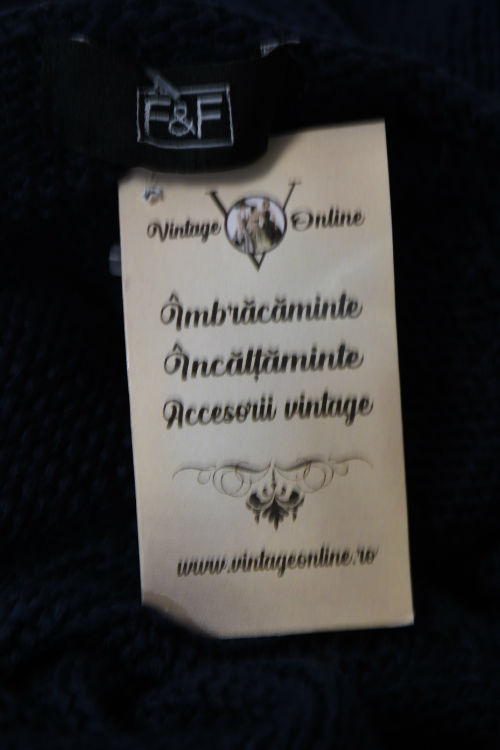 F&F
Vintage Online
Îmbrăcăminte
Încălțăminte
Accesorii vintage
www.vintageonline.ro